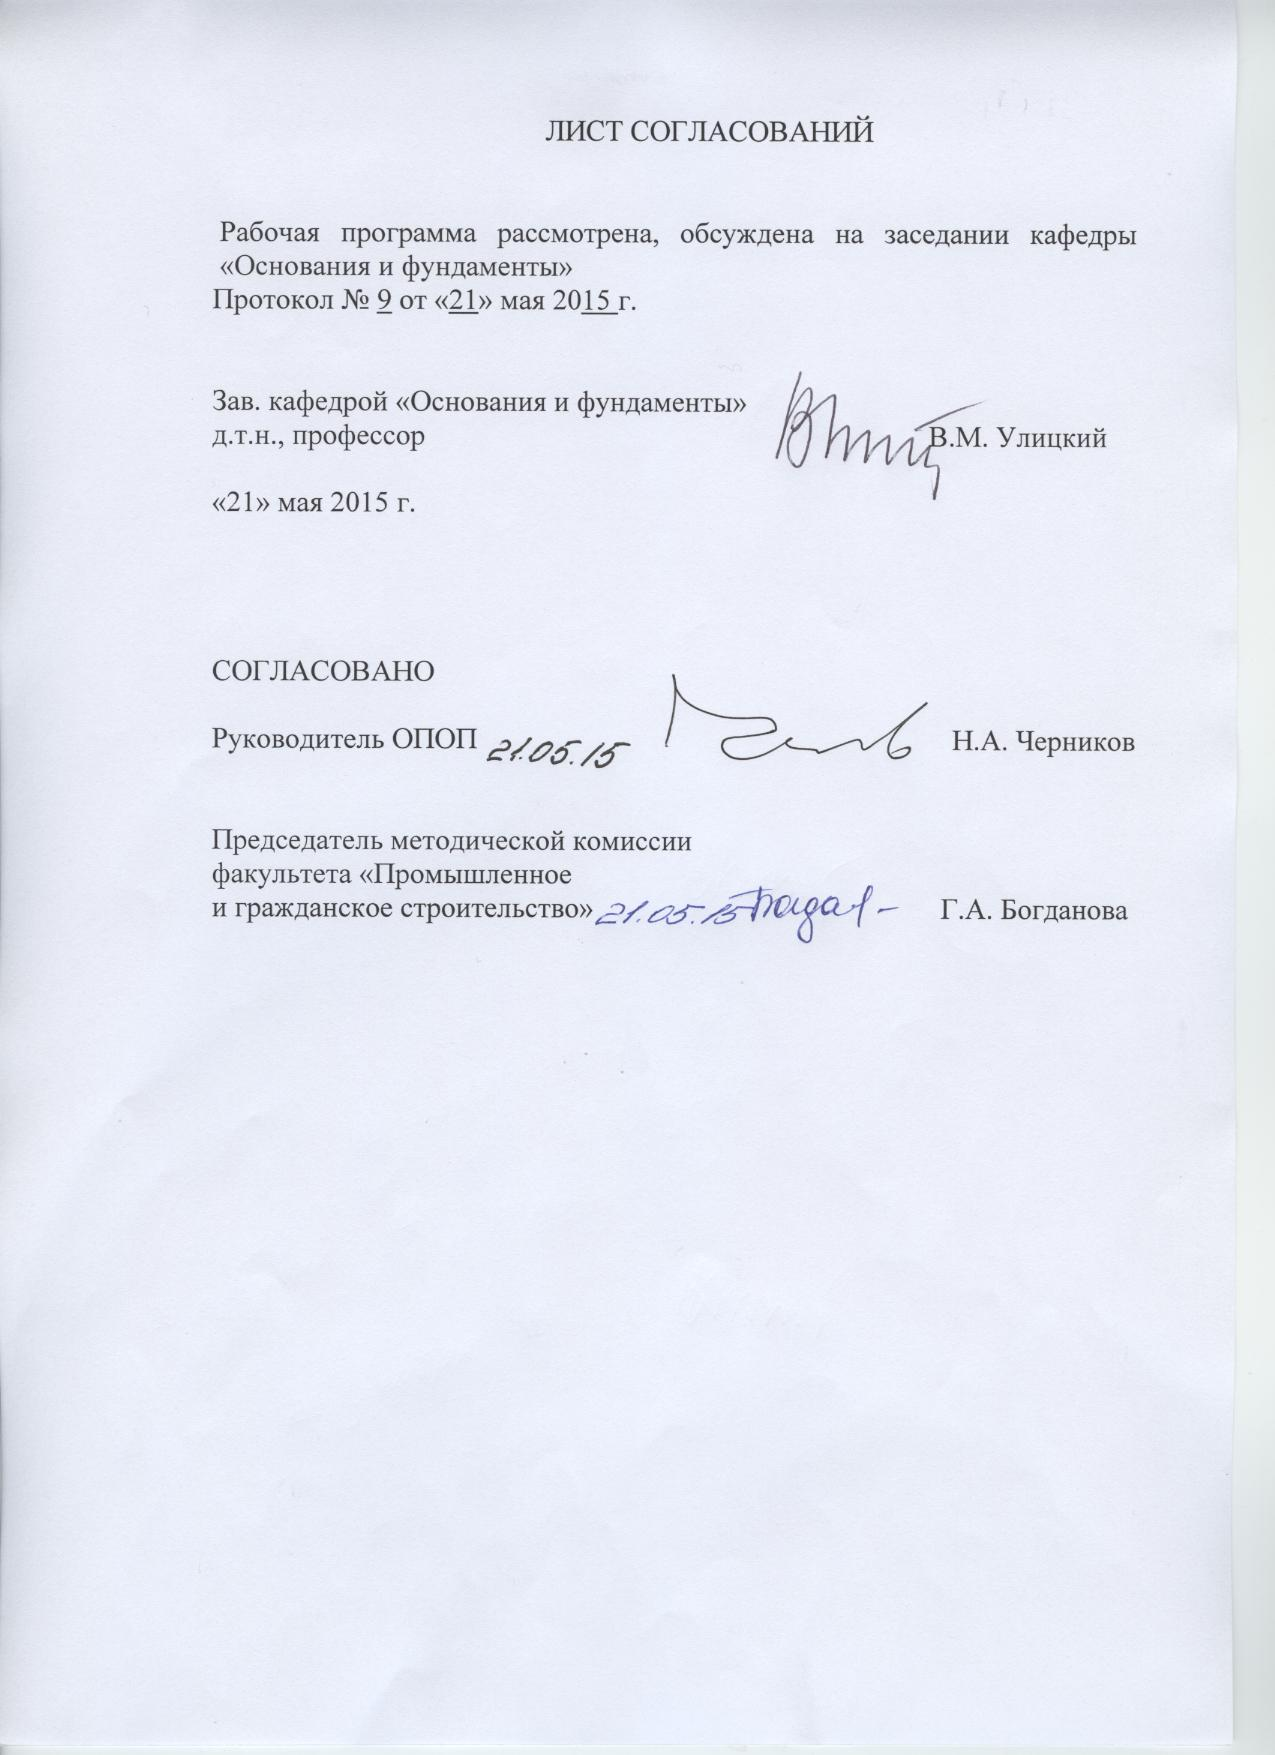 ЛИСТ СОГЛАСОВАНИЙ
Рабочая программа рассмотрена, обсуждена на заседании кафедры
«Основания и фундаменты»
Протокол № 9 от «21» мая 2015 г.
Зав. кафедрой «Основания и фундаменты»
д.т.н., профессор В.М. Улицкий
«21» мая 2015 г.
СОГЛАСОВАНО
Руководитель ОПОП 21.05.15 Н.А. Черников
Председатель методической комиссии
факультета «Промышленное
и гражданское строительство» 21.05.15 Г.А. Богданова